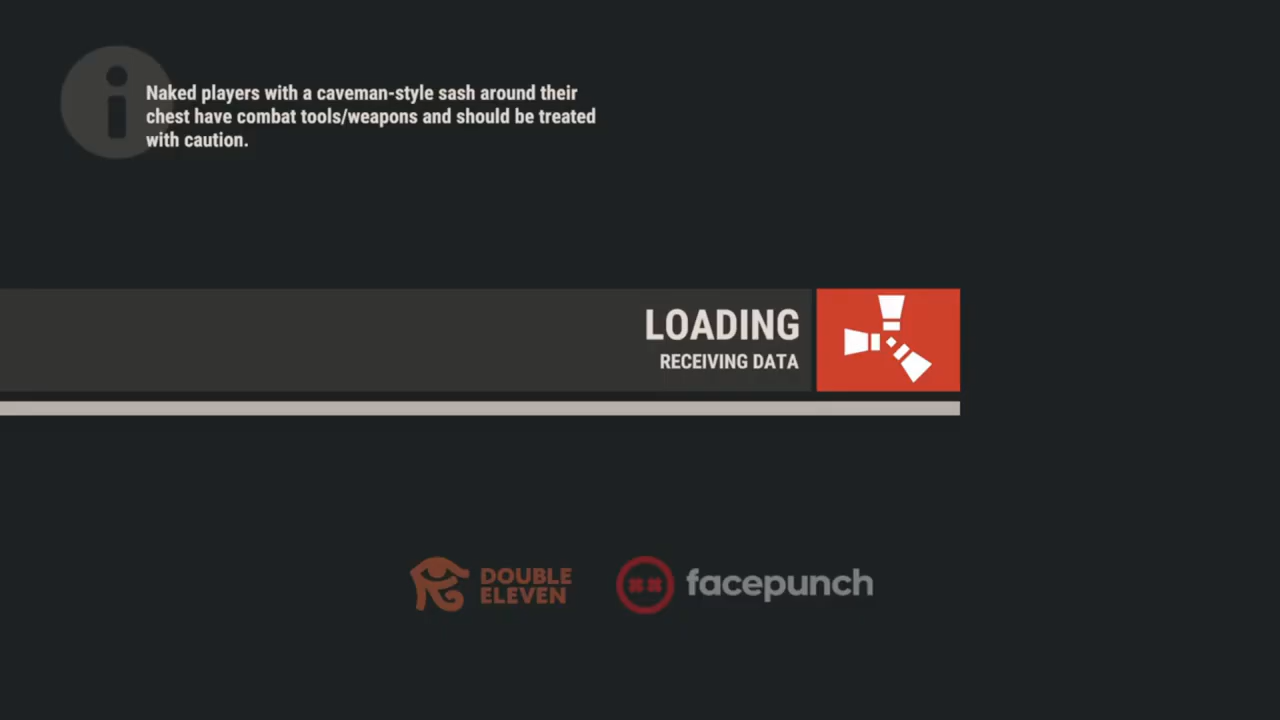 Naked players with a caveman-style sash around their
chest have combat tools/weapons and should be treated
with caution.
LOADING
RECEIVING DATA
DOUBLE
ELEVEN
facepunch